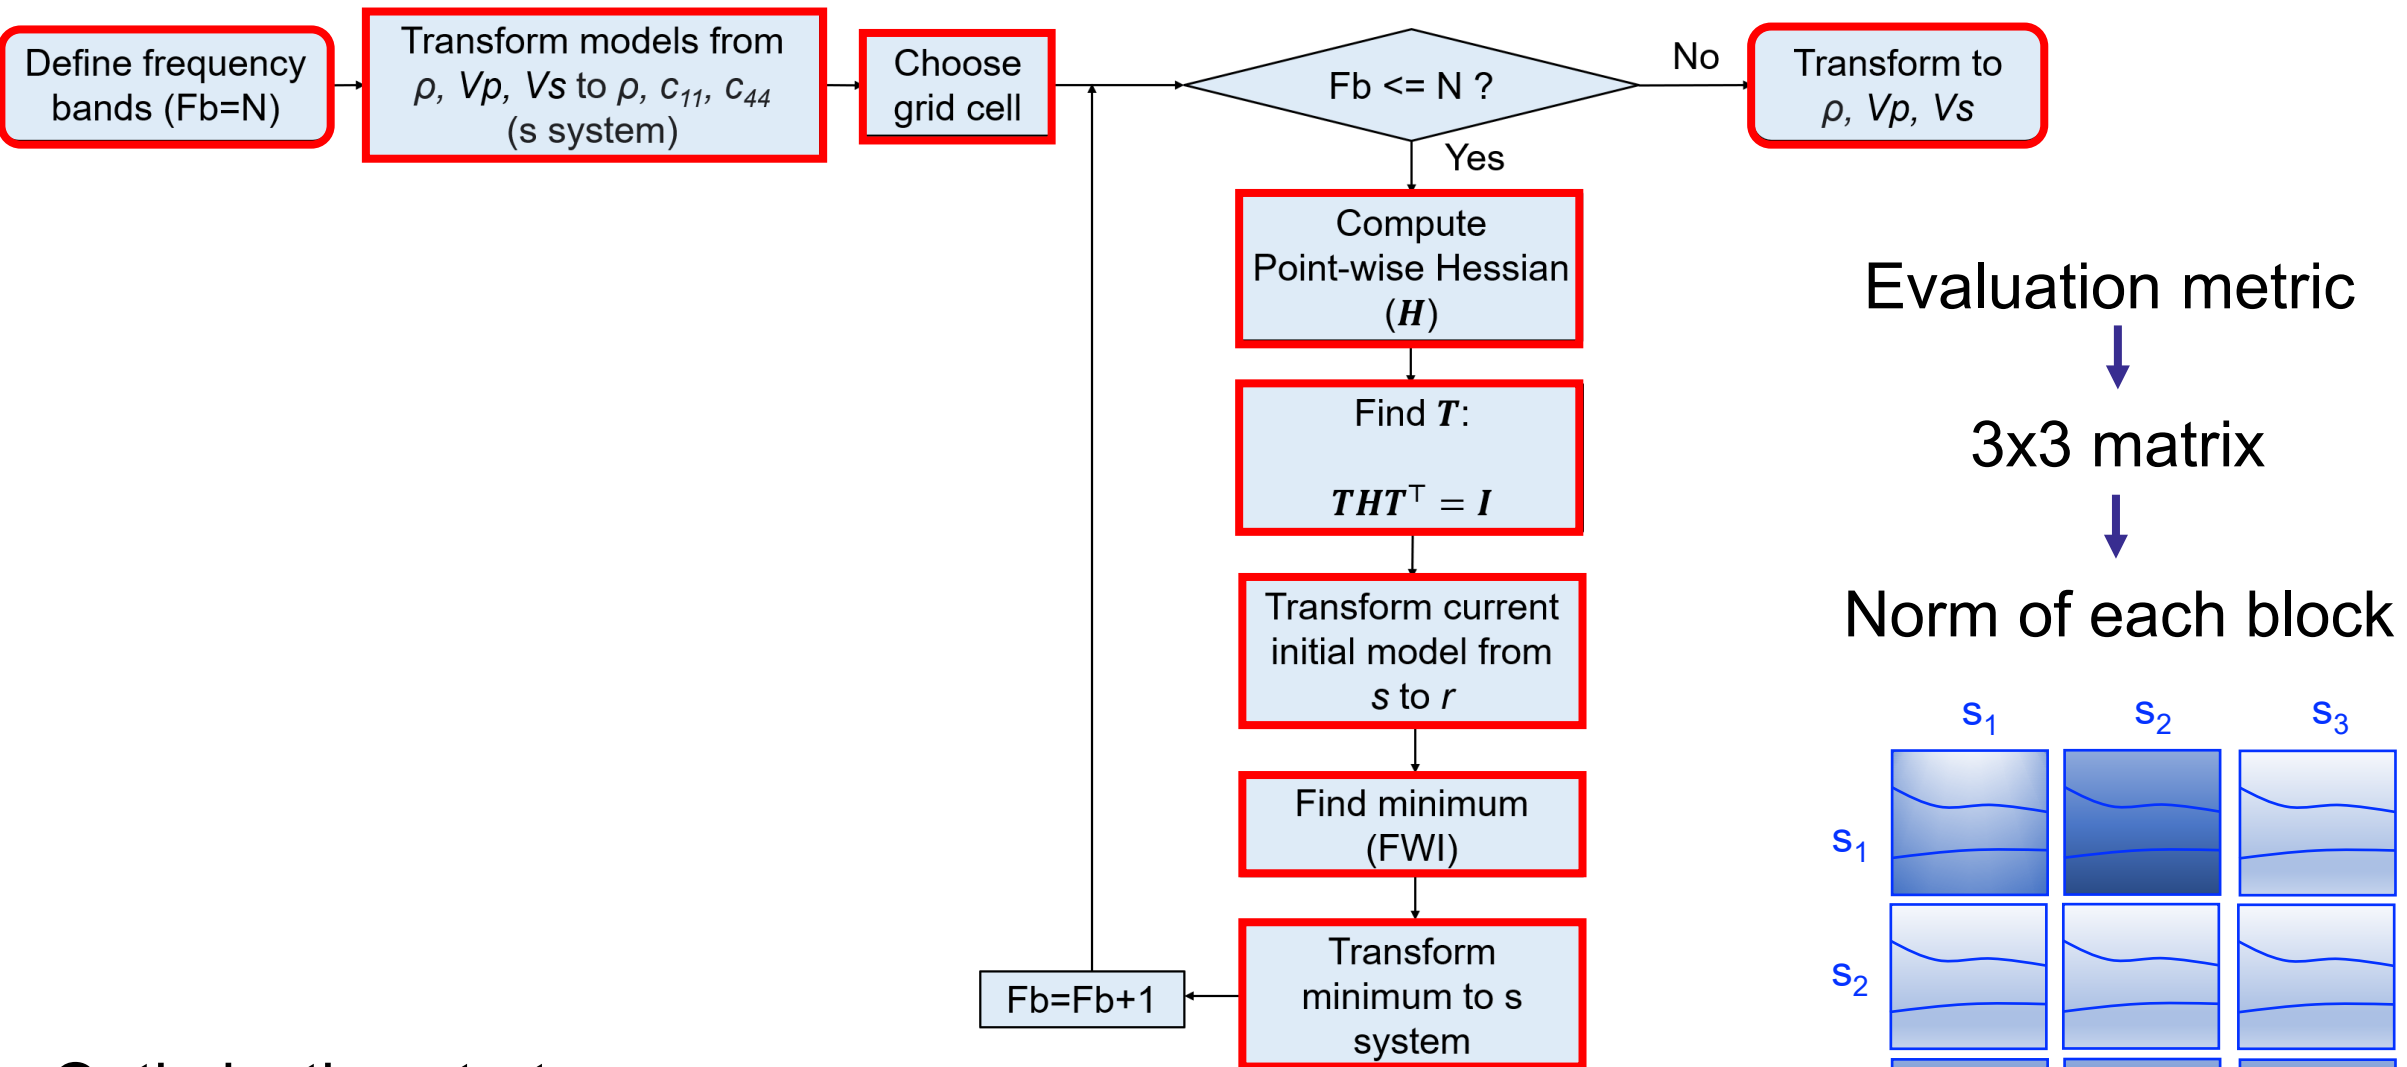 Define frequency
bands (Fb=N)
Transform models from
ρ, Vp, Vs to ρ, c₁₁, c₄₄
(s system)
Choose
grid cell
Fb <= N ?
No
Transform to
ρ, Vp, Vs
Yes
Compute
Point-wise Hessian
(H)
Find T:
THT⊤ = I
Transform current
initial model from
s to r
Find minimum
(FWI)
Transform
minimum to s
system
Fb=Fb+1
Evaluation metric
3x3 matrix
Norm of each block
s₁ s₂ s₃
s₁
s₂